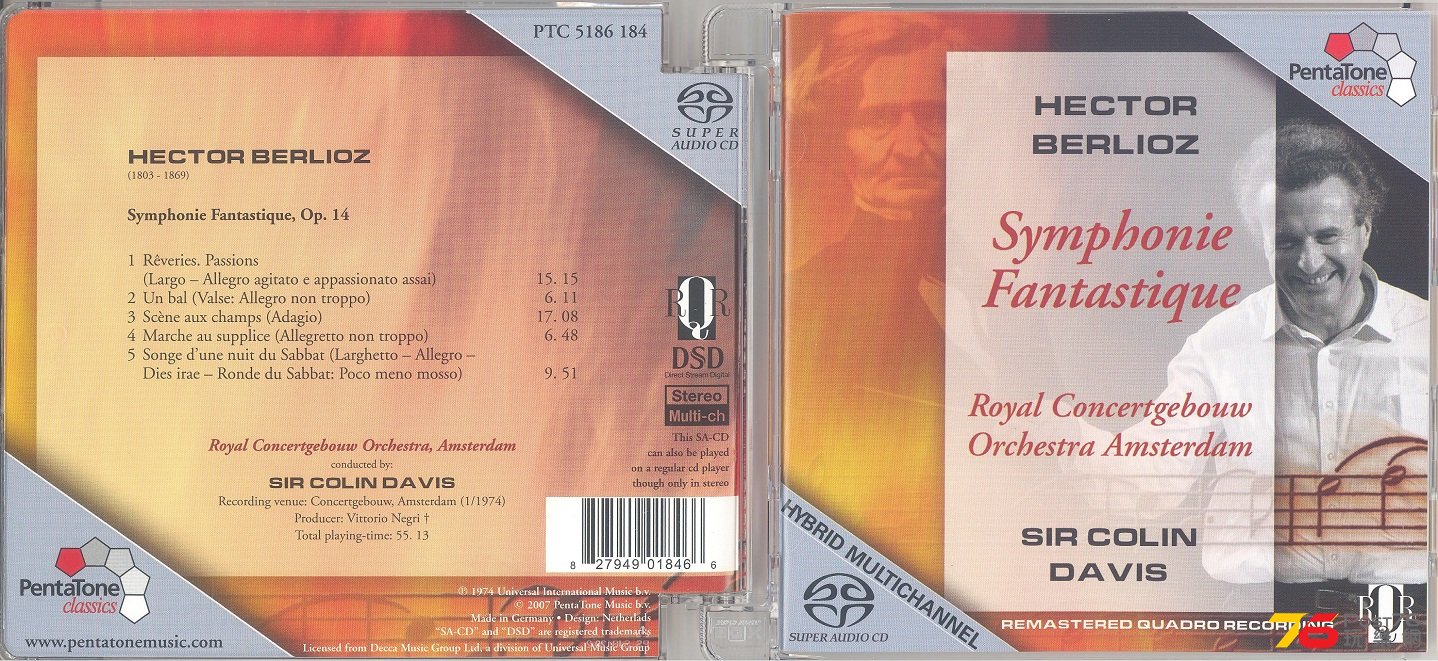 PTC 5186 184
SUPER
AUDIO CD
HECTOR BERLIOZ
(1803 - 1869)
Symphonie Fantastique, Op. 14
1 Rêveries. Passions
(Largo – Allegro agitato e appassionato assai) 15. 15
2 Un bal (Valse: Allegro non troppo) 6. 11
3 Scène aux champs (Adagio) 17. 08
4 Marche au supplice (Allegretto non troppo) 6. 48
5 Songe d'une nuit du Sabbat (Larghetto – Allegro –
Dies irae – Ronde du Sabbat: Poco meno mosso) 9. 51
Royal Concertgebouw Orchestra, Amsterdam
conducted by:
SIR COLIN DAVIS
Recording venue: Concertgebouw, Amsterdam (1/1974)
Producer: Vittorio Negri †
Total playing-time: 55. 13
RQR
DSD
Direct Stream Digital
Stereo
Multi-ch
This SA-CD
can also be played
on a regular cd player
though only in stereo
8 27949 01846 6
PentaTone
classics
www.pentatonemusic.com
℗ 1974 Universal International Music b.v.
© 2007 PentaTone Music b.v.
Made in Germany • Design: Netherlads
"SA-CD" and "DSD" are registered trademarks
Licensed from Decca Music Group Ltd, a division of Universal Music Group
PentaTone
classics
HECTOR
BERLIOZ
Symphonie
Fantastique
Royal Concertgebouw
Orchestra Amsterdam
SIR COLIN
DAVIS
HYBRID MULTICHANNEL
SUPER AUDIO CD
RQR
REMASTERED QUADRO RECORDING
76